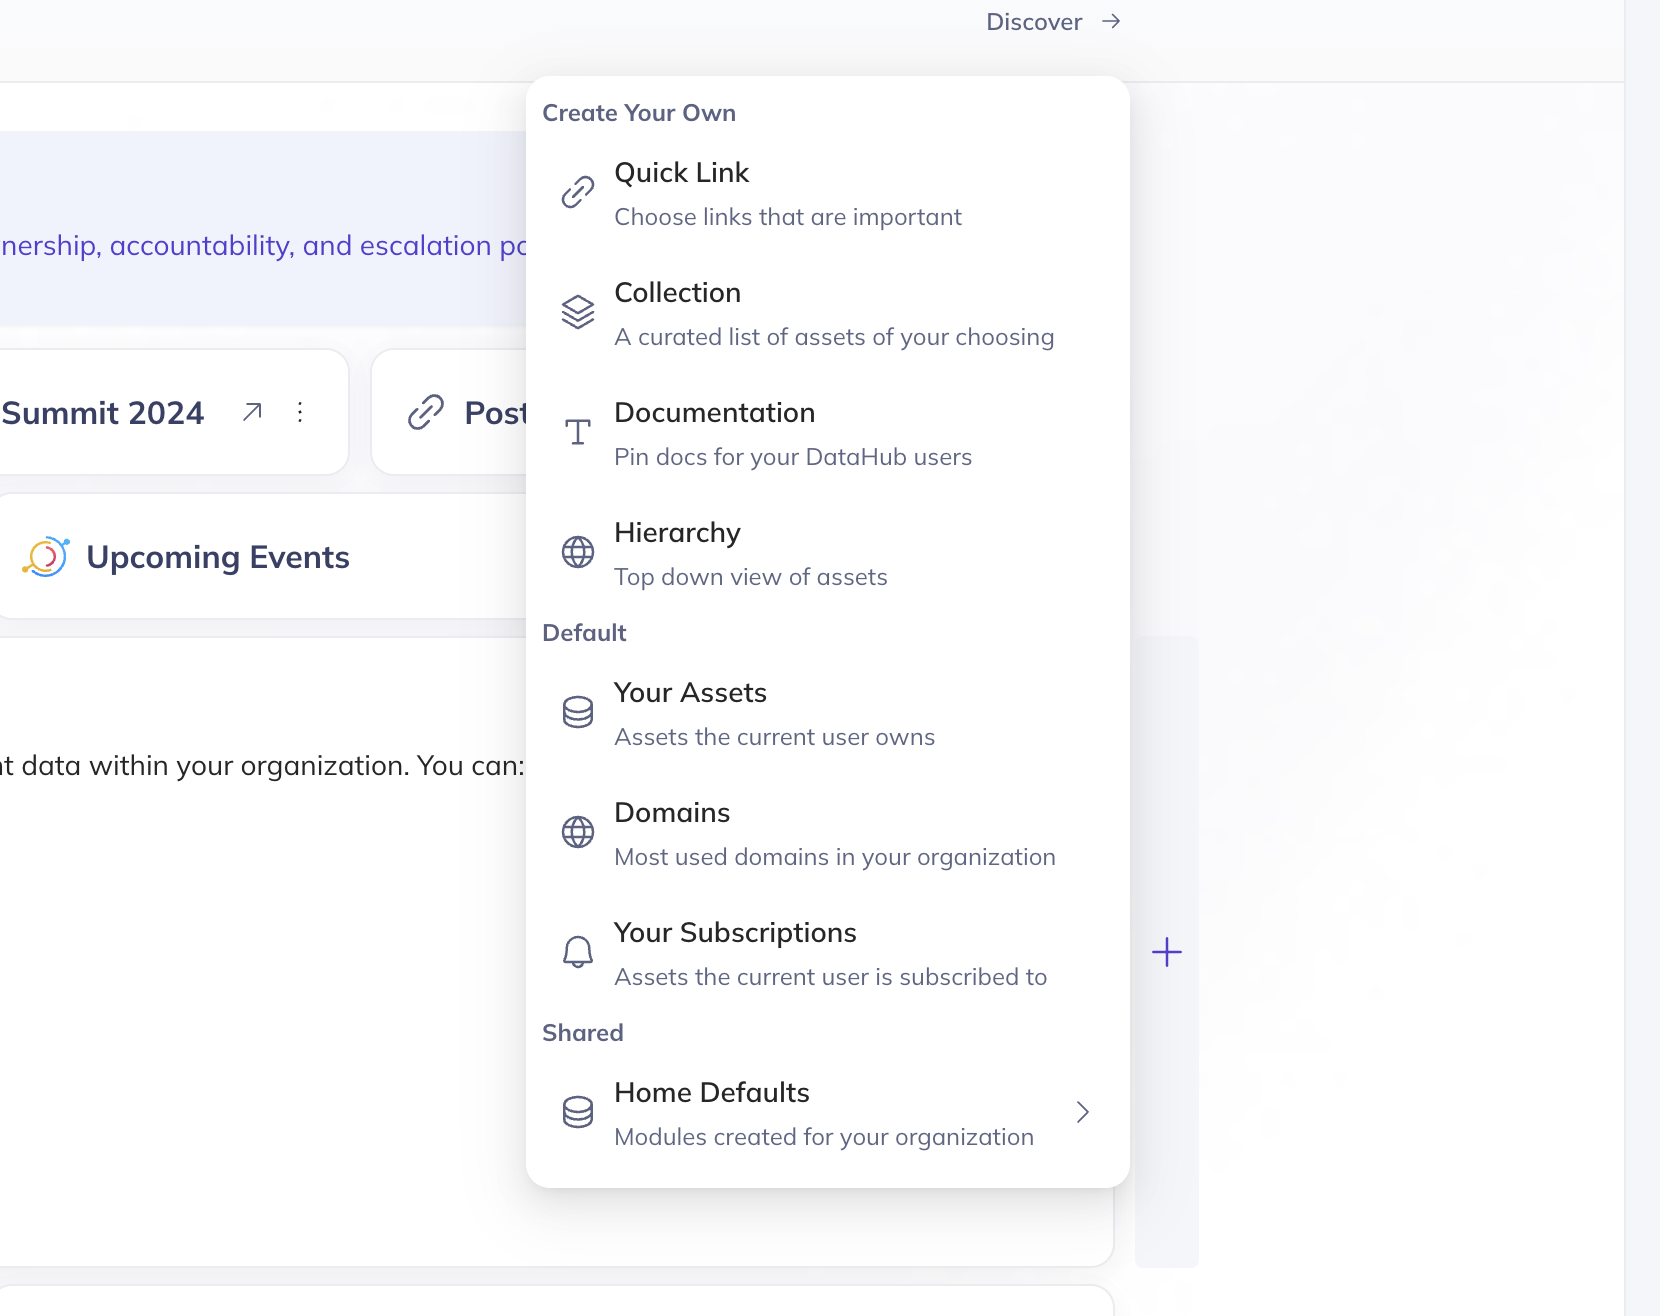 Discover
Create Your Own
Quick Link
Choose links that are important
nership, accountability, and escalation
Collection
A curated list of assets of your choosing
Summit 2024
Post
Documentation
Pin docs for your DataHub users
Upcoming Events
Hierarchy
Top down view of assets
Default
Your Assets
Assets the current user owns
data within your organization. You can:
Domains
Most used domains in your organization
Your Subscriptions
Assets the current user is subscribed to
Shared
Home Defaults
Modules created for your organization